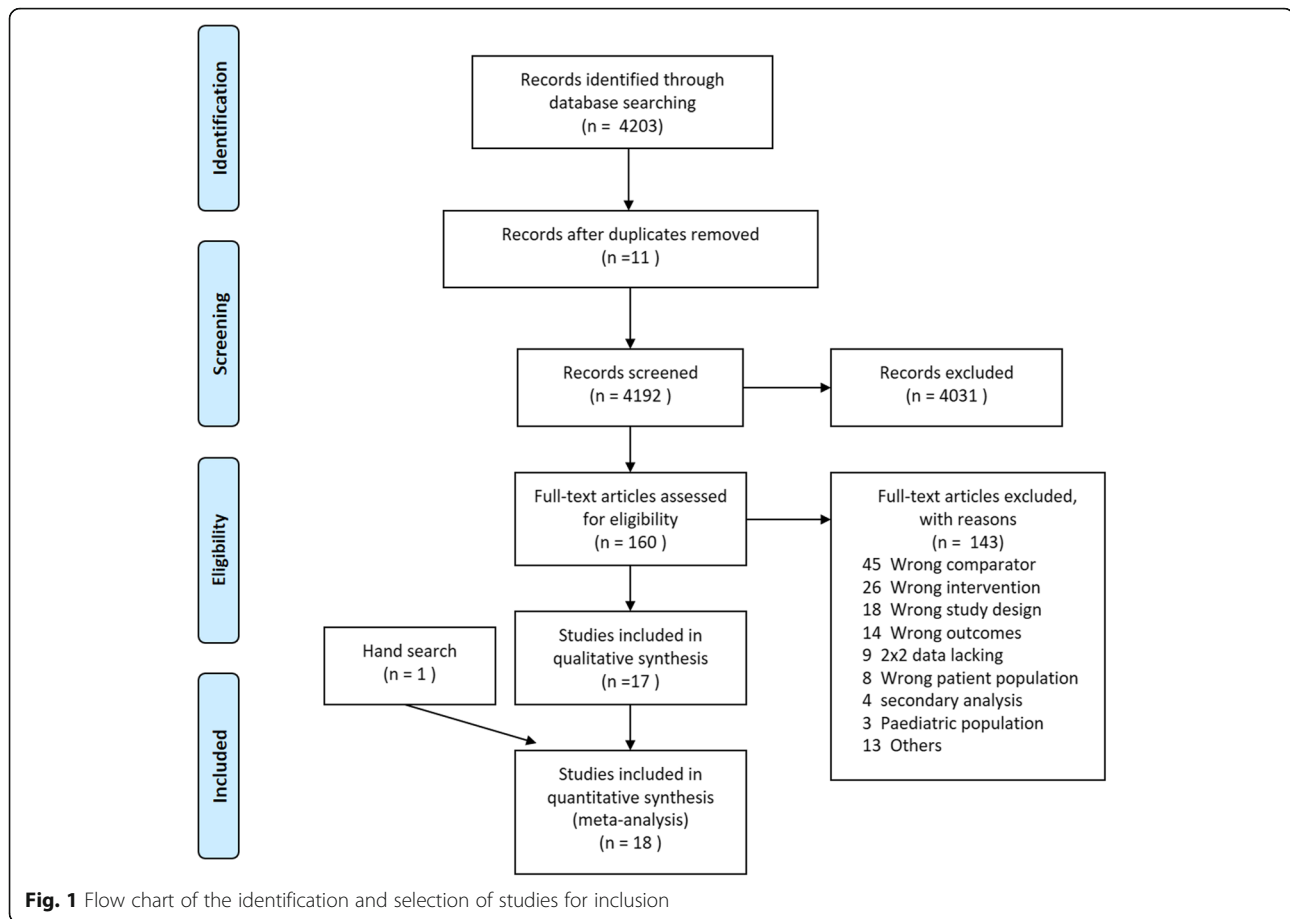 Identification
Records identified through
database searching
(n = 4203)
Records after duplicates removed
(n =11 )
Screening
Records screened
(n = 4192 )
Records excluded
(n = 4031 )
Eligibility
Full-text articles assessed
for eligibility
(n = 160 )
Full-text articles excluded,
with reasons
(n = 143)
45 Wrong comparator
26 Wrong intervention
18 Wrong study design
14 Wrong outcomes
9 2x2 data lacking
8 Wrong patient population
4 secondary analysis
3 Paediatric population
13 Others
Hand search
(n = 1 )
Studies included in
qualitative synthesis
(n =17 )
Included
Studies included in
quantitative synthesis
(meta-analysis)
(n = 18 )
Fig. 1 Flow chart of the identification and selection of studies for inclusion